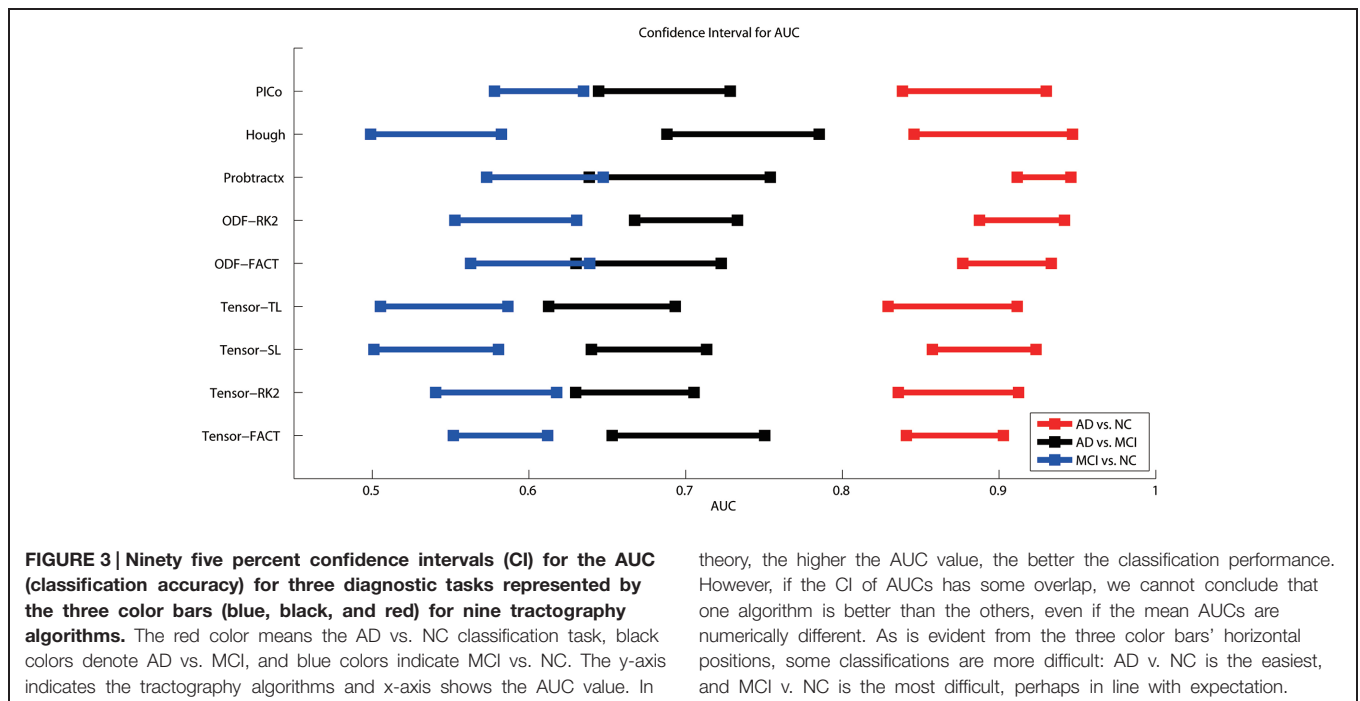 Confidence Interval for AUC
PICo
Hough
Probtractx
ODF−RK2
ODF−FACT
Tensor−TL
Tensor−SL
Tensor−RK2
Tensor−FACT
AD vs. NC
AD vs. MCI
MCI vs. NC
0.5 0.6 0.7 0.8 0.9 1
AUC
FIGURE 3 | Ninety five percent confidence intervals (CI) for the AUC
(classification accuracy) for three diagnostic tasks represented by
the three color bars (blue, black, and red) for nine tractography
algorithms. The red color means the AD vs. NC classification task, black
colors denote AD vs. MCI, and blue colors indicate MCI vs. NC. The y-axis
indicates the tractography algorithms and x-axis shows the AUC value. In
theory, the higher the AUC value, the better the classification performance.
However, if the CI of AUCs has some overlap, we cannot conclude that
one algorithm is better than the others, even if the mean AUCs are
numerically different. As is evident from the three color bars' horizontal
positions, some classifications are more difficult: AD v. NC is the easiest,
and MCI v. NC is the most difficult, perhaps in line with expectation.